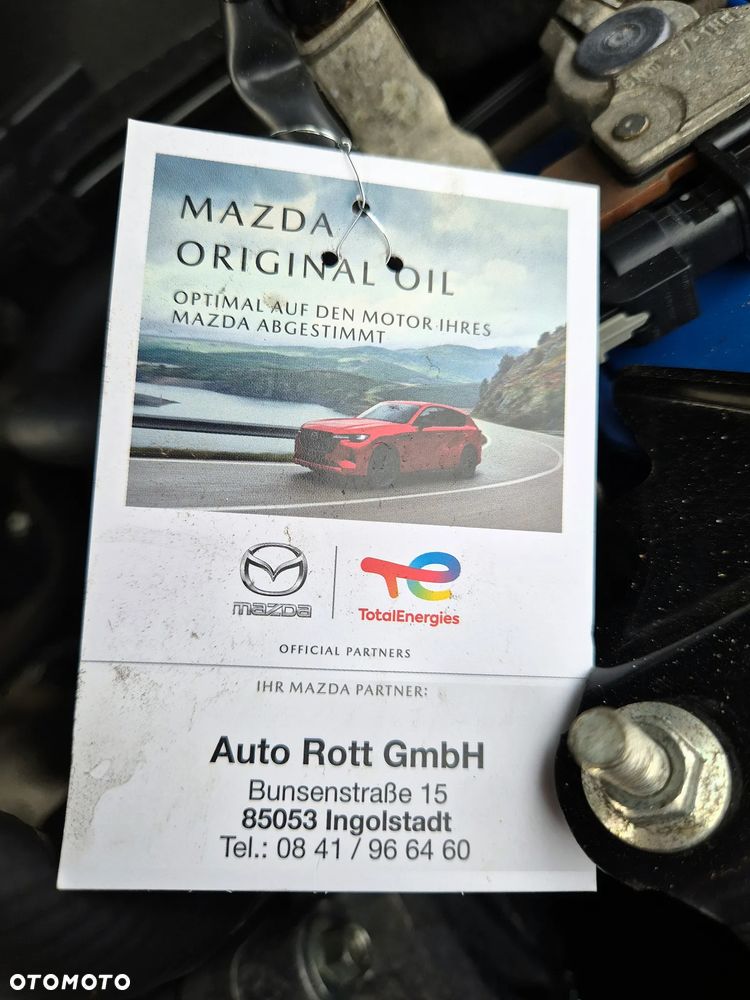 MAZDA
ORIGINAL OIL
OPTIMAL AUF DEN MOTOR IHRES
MAZDA ABGESTIMMT
mazda
TotalEnergies
OFFICIAL PARTNERS
IHR MAZDA PARTNER:
Auto Rott GmbH
Bunsenstraße 15
85053 Ingolstadt
Tel.: 08 41 / 96 64 60
OTOMOTO